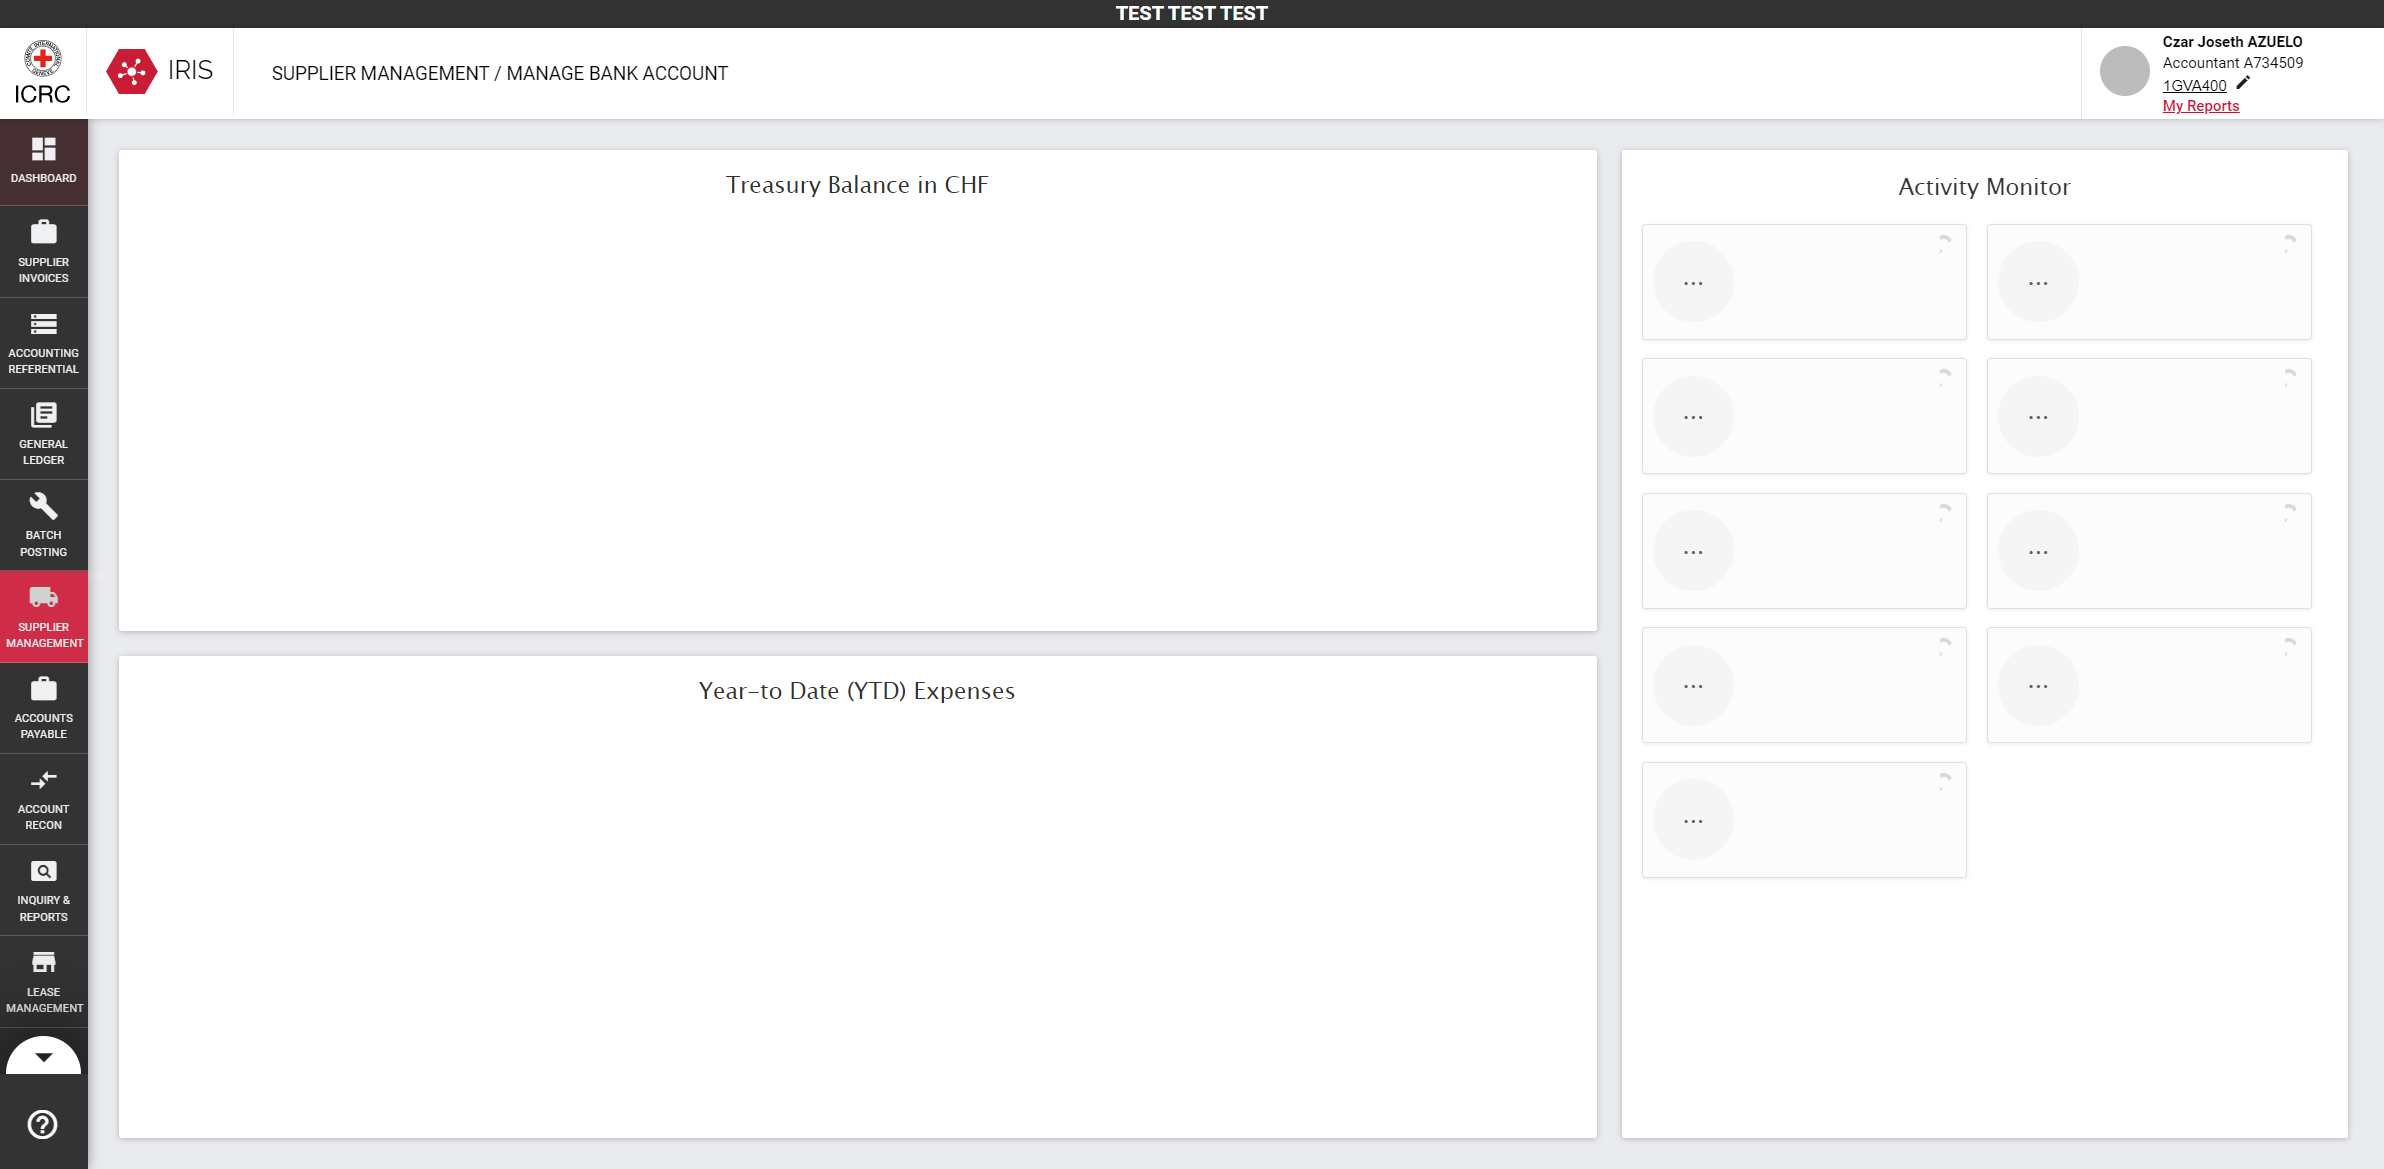 TEST TEST TEST
ICRC
IRIS
SUPPLIER MANAGEMENT / MANAGE BANK ACCOUNT
Czar Joseth AZUELO
Accountant A734509
1GVA400
My Reports
DASHBOARD
SUPPLIER
INVOICES
ACCOUNTING
REFERENTIAL
GENERAL
LEDGER
BATCH
POSTING
SUPPLIER
MANAGEMENT
ACCOUNTS
PAYABLE
ACCOUNT
RECON
INQUIRY &
REPORTS
LEASE
MANAGEMENT
Treasury Balance in CHF
Year-to Date (YTD) Expenses
Activity Monitor
...
...
...
...
...
...
...
...
...